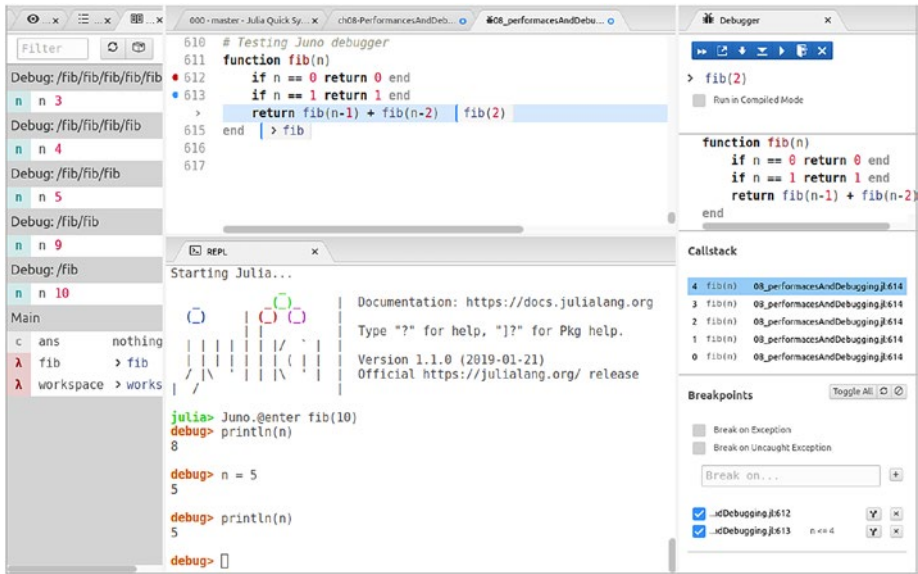 ...x
...x
...x
Filter
Debug: /fib/fib/fib/fib/fib
n n 3
Debug: /fib/fib/fib/fib
n n 4
Debug: /fib/fib/fib
n n 5
Debug: /fib/fib
n n 9
Debug: /fib
n n 10
Main
c ans nothing
λ fib > fib
λ workspace > works
000 - master - Julia Quick Sy... x
ch08-PerformancesAndDeb...
08_performacesAndDebu...
610 # Testing Juno debugger
611 function fib(n)
612 if n == 0 return 0 end
613 if n == 1 return 1 end
> return fib(n-1) + fib(n-2) fib(2)
615 end > fib
616
617
REPL x
Starting Julia...
Documentation: https://docs.julialang.org
Type "?" for help, "]?" for Pkg help.
Version 1.1.0 (2019-01-21)
Official https://julialang.org/ release
julia> Juno.@enter fib(10)
debug> println(n)
8
debug> n = 5
5
debug> println(n)
5
debug>
Debugger x
> fib(2)
Run in Compiled Mode
function fib(n)
if n == 0 return 0 end
if n == 1 return 1 end
return fib(n-1) + fib(n-2)
end
Callstack
4 fib(n) 08_performacesAndDebugging.jl:614
3 fib(n) 08_performacesAndDebugging.jl:614
2 fib(n) 08_performacesAndDebugging.jl:614
1 fib(n) 08_performacesAndDebugging.jl:614
0 fib(n) 08_performacesAndDebugging.jl:614
Breakpoints Toggle All
Break on Exception
Break on Uncaught Exception
Break on... +
...dDebugging.jl:612
...dDebugging.jl:613 n <= 4